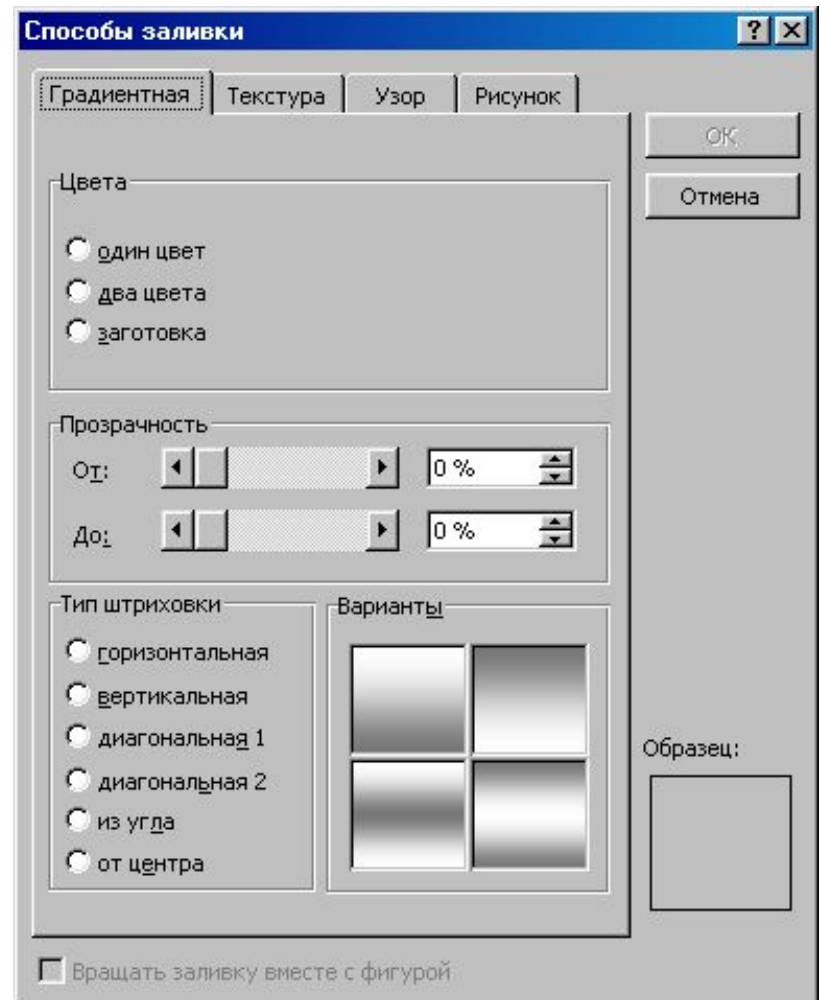 Способы заливки
Градиентная Текстура Узор Рисунок
ОК
Отмена
Цвета
один цвет
два цвета
заготовка
Прозрачность
От: 0 %
До: 0 %
Тип штриховки
горизонтальная
вертикальная
диагональная 1
диагональная 2
из угла
от центра
Варианты
Образец:
Вращать заливку вместе с фигурой